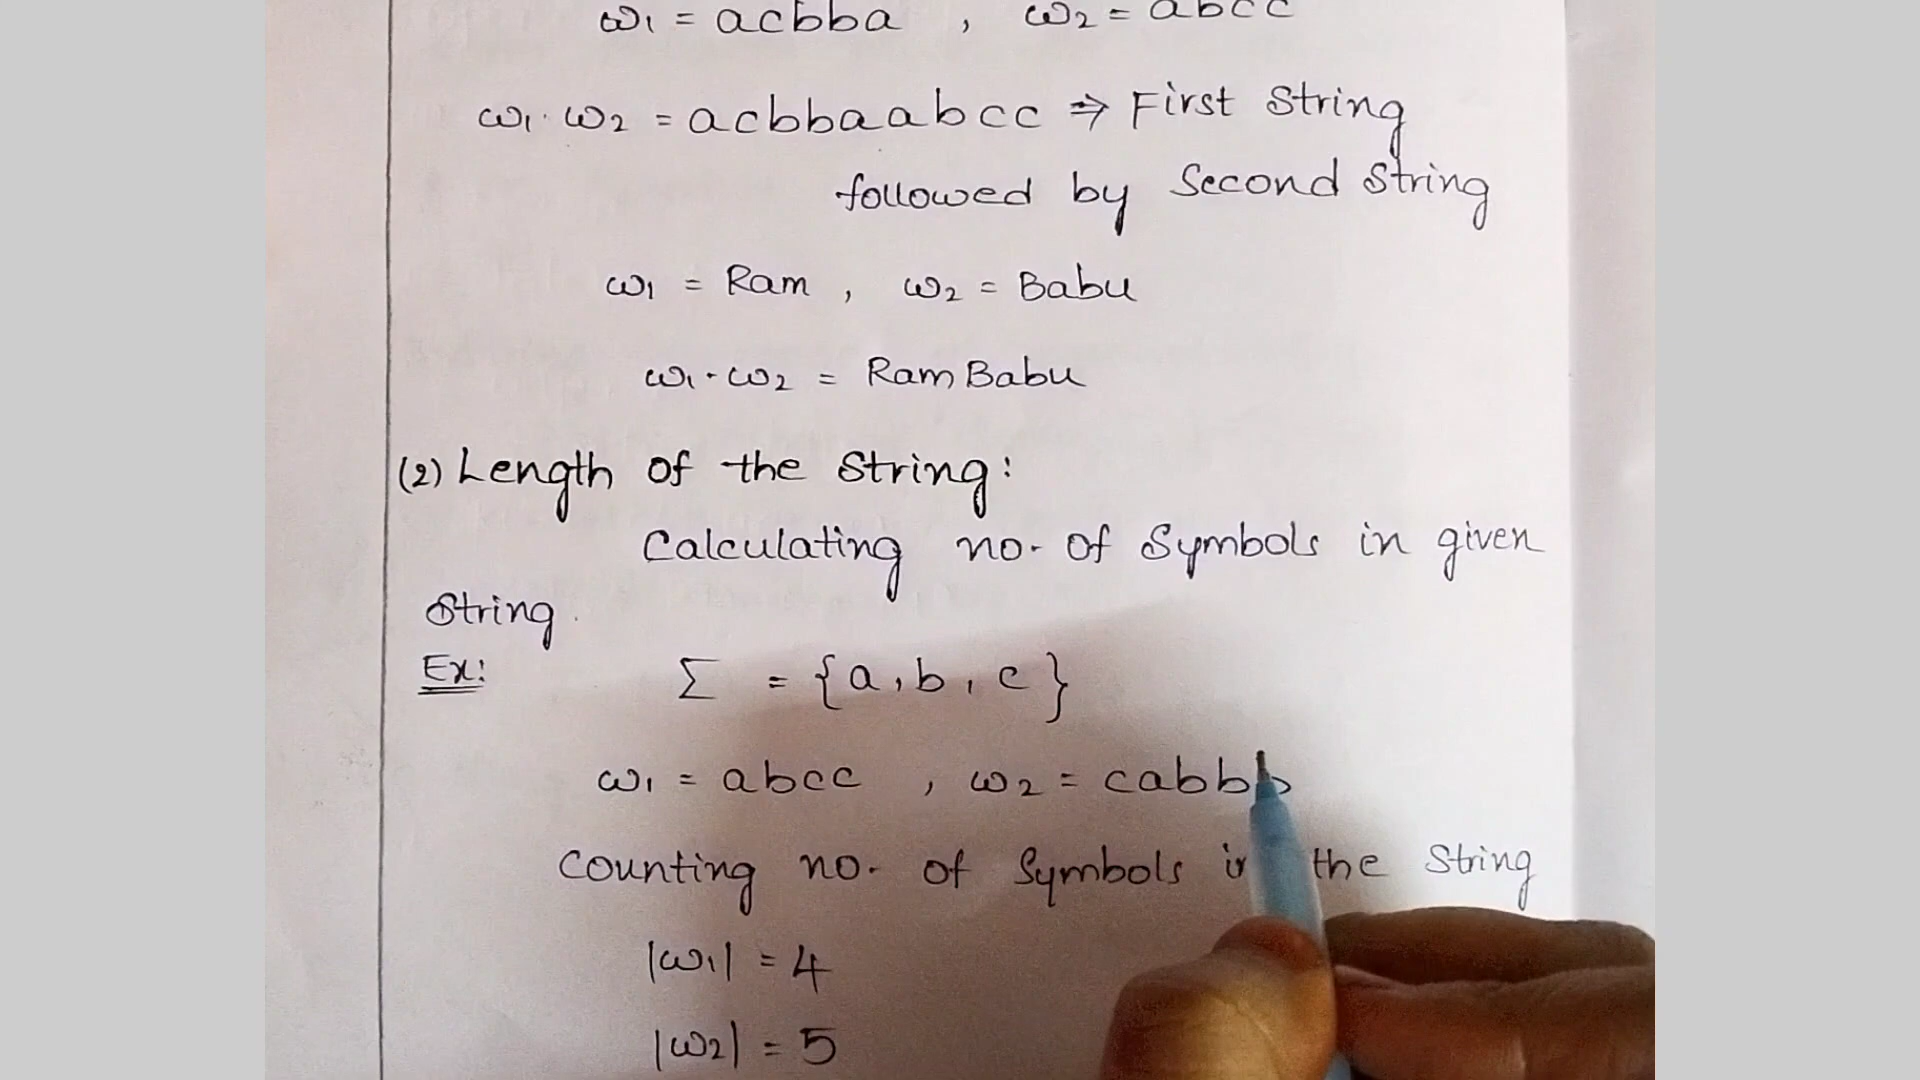 ω1 = acbba , ω2 = abcc
ω1 · ω2 = acbbaabcc ⇒ First String
followed by Second String
ω1 = Ram , ω2 = Babu
ω1 · ω2 = Ram Babu
(2) Length of the String:
Calculating no. of Symbols in given
String.
Ex: Σ = {a, b, c}
ω1 = abcc , ω2 = cabbb
Counting no. of Symbols in the String
|ω1| = 4
|ω2| = 5